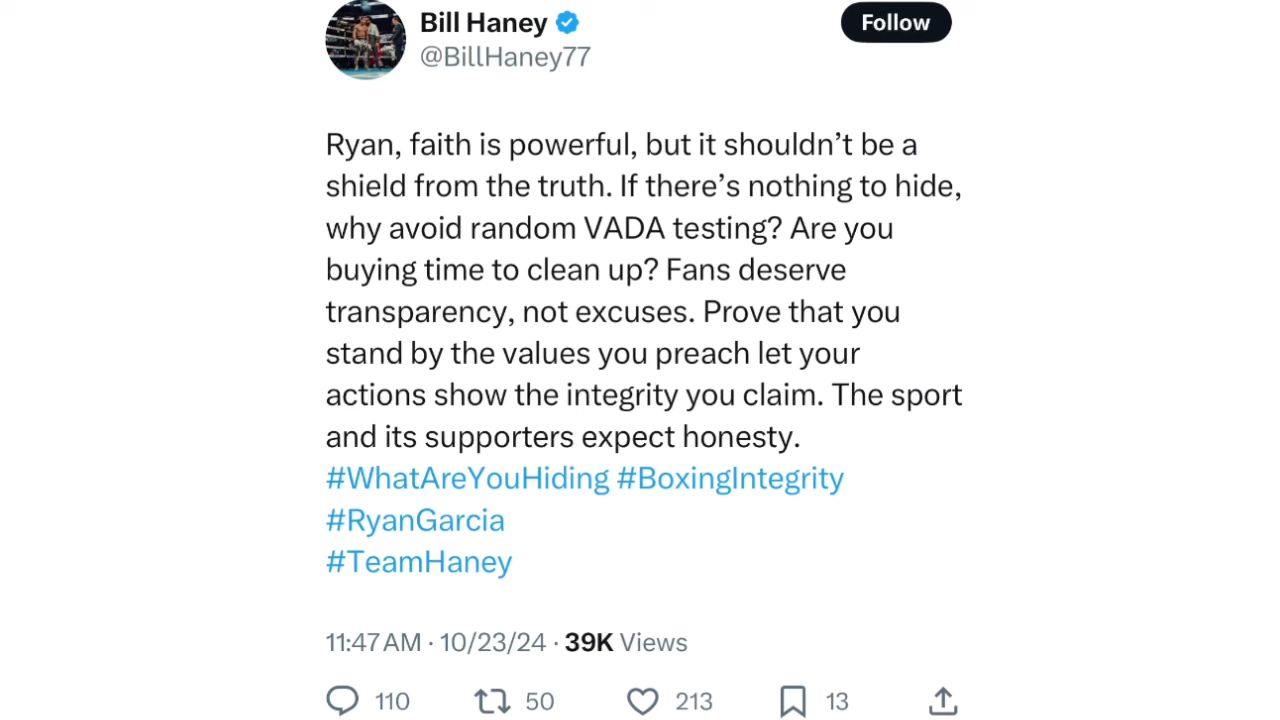 Bill Haney
Follow
@BillHaney77
Ryan, faith is powerful, but it shouldn’t be a
shield from the truth. If there’s nothing to hide,
why avoid random VADA testing? Are you
buying time to clean up? Fans deserve
transparency, not excuses. Prove that you
stand by the values you preach let your
actions show the integrity you claim. The sport
and its supporters expect honesty.
#WhatAreYouHiding #BoxingIntegrity
#RyanGarcia
#TeamHaney
11:47 AM · 10/23/24 · 39K Views
110 50 213 13